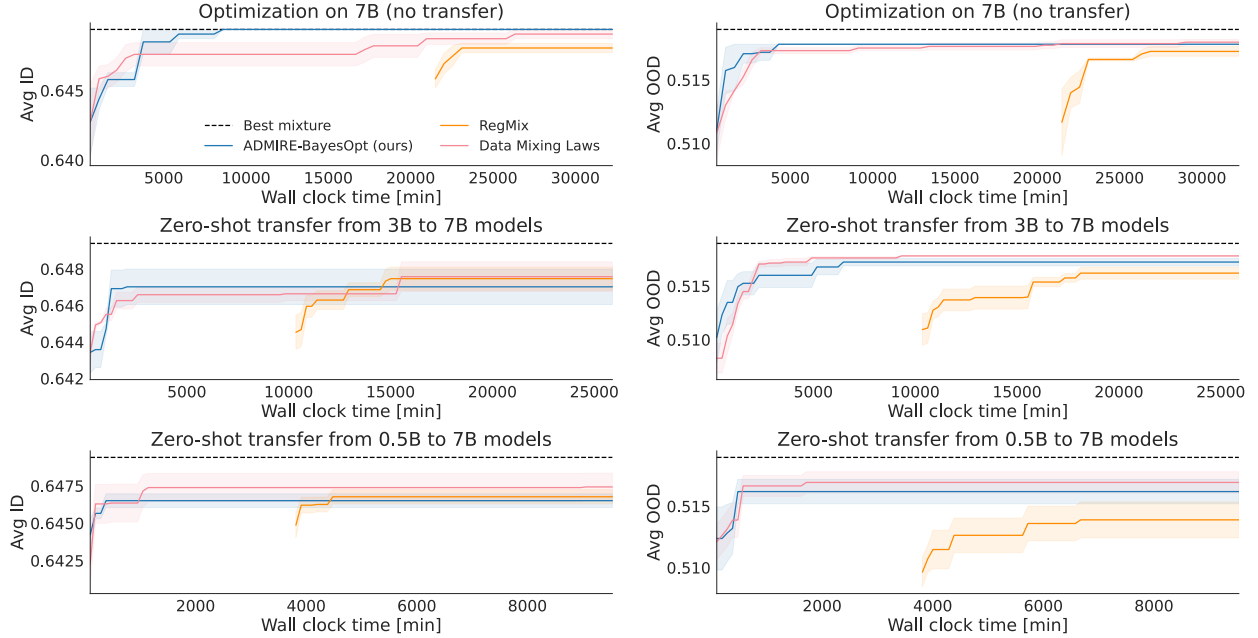 Optimization on 7B (no transfer)
Avg ID
0.645
0.640
Best mixture
ADMIRE-BayesOpt (ours)
RegMix
Data Mixing Laws
5000
10000
15000
20000
25000
30000
Wall clock time [min]
Optimization on 7B (no transfer)
Avg OOD
0.515
0.510
5000
10000
15000
20000
25000
30000
Wall clock time [min]
Zero-shot transfer from 3B to 7B models
Avg ID
0.648
0.646
0.644
0.642
5000
10000
15000
20000
25000
Wall clock time [min]
Zero-shot transfer from 3B to 7B models
Avg OOD
0.515
0.510
5000
10000
15000
20000
25000
Wall clock time [min]
Zero-shot transfer from 0.5B to 7B models
Avg ID
0.6475
0.6450
0.6425
2000
4000
6000
8000
Wall clock time [min]
Zero-shot transfer from 0.5B to 7B models
Avg OOD
0.515
0.510
2000
4000
6000
8000
Wall clock time [min]